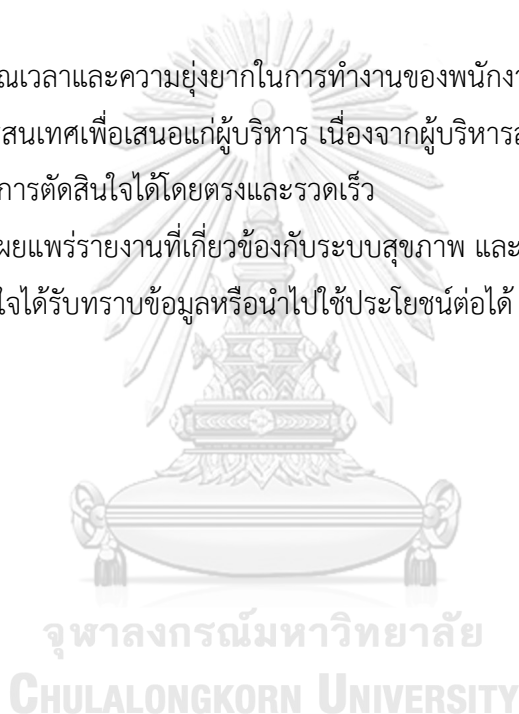 ณเวลาและความยุ่งยากในการทำงานของพนักงา
สนเทศเพื่อเสนอแก่ผู้บริหาร เนื่องจากผู้บริหารส
การตัดสินใจได้โดยตรงและรวดเร็ว
ผยแพร่รายงานที่เกี่ยวข้องกับระบบสุขภาพ และ
ใจได้รับทราบข้อมูลหรือนำไปใช้ประโยชน์ต่อได้
จุฬาลงกรณ์มหาวิทยาลัย
CHULALONGKORN UNIVERSITY